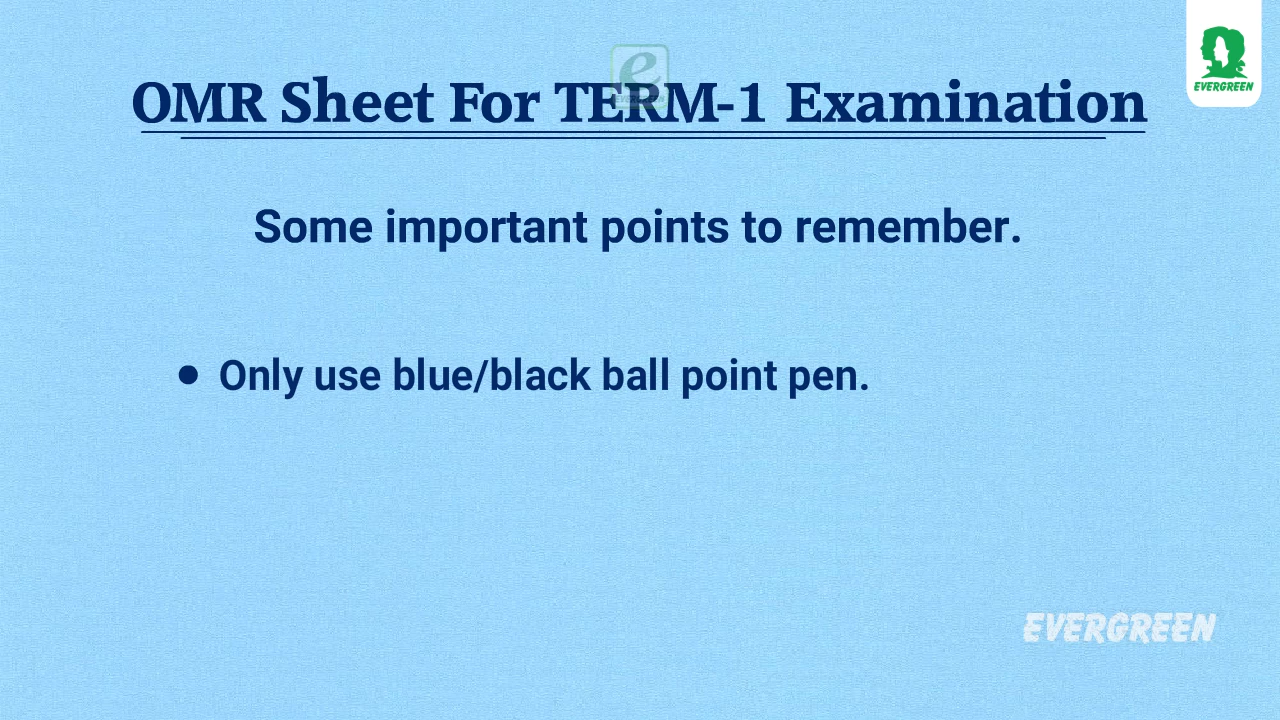 EVERGREEN
OMR Sheet For TERM-1 Examination
Some important points to remember.
• Only use blue/black ball point pen.
EVERGREEN